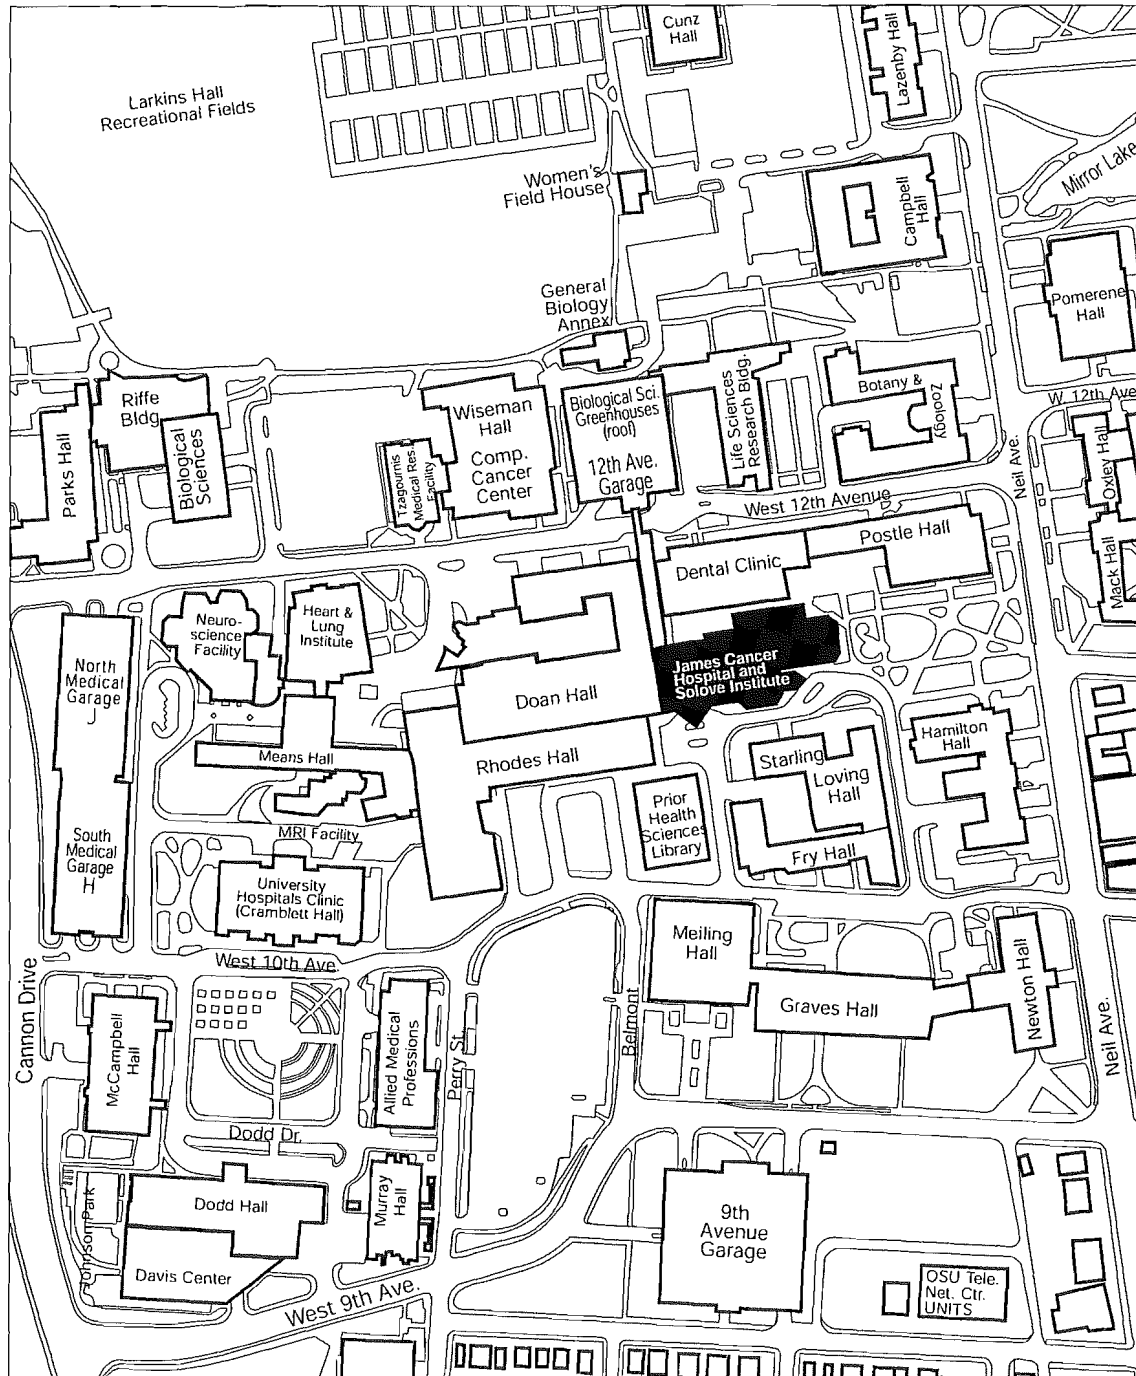 Cunz
Hall
Lazenby Hall
Larkins Hall
Recreational Fields
Mirror Lake
Women's
Field House
Campbell
Hall
General
Biology
Annex
Pomerene
Hall
Riffe
Bldg.
Biological
Sciences
Parks Hall
Wiseman
Hall
Comp.
Cancer
Center
Tzagournis
Medical Res.
Facility
Biological Sci.
Greenhouses
(roof)
12th Ave.
Garage
Life Sciences
Research Bldg.
Botany &
Zoology
W. 12th Ave
Oxley Hall
Neil Ave.
West 12th Avenue
Mack Hall
Postle Hall
Dental Clinic
Neuro-
science
Facility
Heart &
Lung
Institute
James Cancer
Hospital and
Solove Institute
North
Medical
Garage
J
Doan Hall
Means Hall
Rhodes Hall
Hamilton
Hall
Starling
Loving
Hall
Prior
Health
Sciences
Library
Fry Hall
MRI Facility
South
Medical
Garage
H
University
Hospitals Clinic
(Cramblett Hall)
West 10th Ave.
Meiling
Hall
Graves Hall
Newton Hall
Cannon Drive
McCampbell
Hall
Allied Medical
Professions
Perry St.
Belmont
Neil Ave.
Dodd Dr.
Johnson Park
Dodd Hall
Murray
Hall
Davis Center
9th
Avenue
Garage
West 9th Ave.
OSU Tele.
Net. Ctr.
UNITS